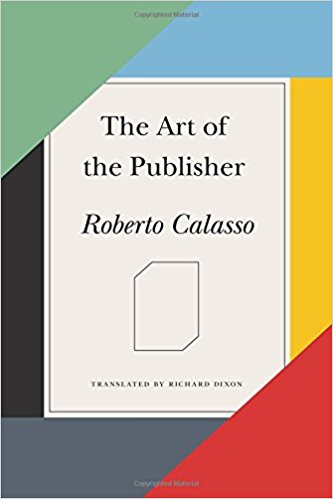 The Art of
the Publisher
Roberto Calasso
TRANSLATED BY RICHARD DIXON